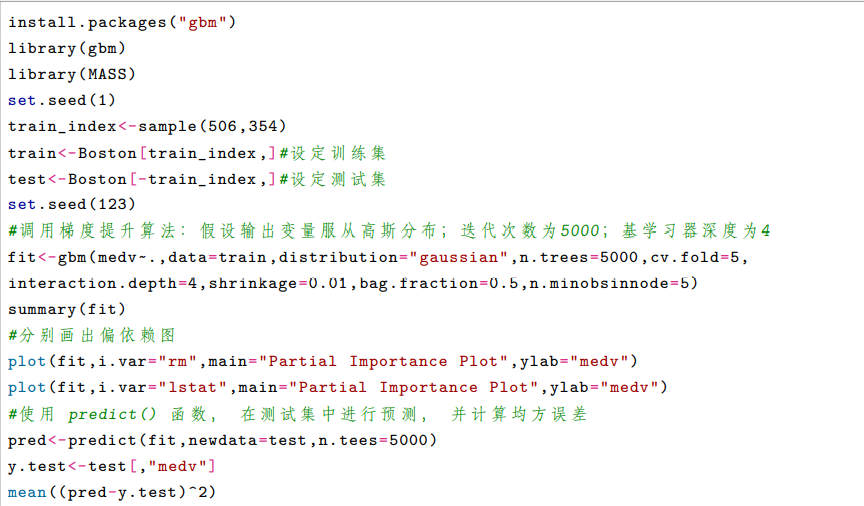 install.packages("gbm")
library(gbm)
library(MASS)
set.seed(1)
train_index<-sample(506,354)
train<-Boston[train_index,]#设定训练集
test<-Boston[-train_index,]#设定测试集
set.seed(123)
#调用梯度提升算法：假设输出变量服从高斯分布；迭代次数为5000；基学习器深度为4
fit<-gbm(medv~.,data=train,distribution="gaussian",n.trees=5000,cv.fold=5,
interaction.depth=4,shrinkage=0.01,bag.fraction=0.5,n.minobsinnode=5)
summary(fit)
#分别画出偏依赖图
plot(fit,i.var="rm",main="Partial Importance Plot",ylab="medv")
plot(fit,i.var="lstat",main="Partial Importance Plot",ylab="medv")
#使用 predict() 函数， 在测试集中进行预测， 并计算均方误差
pred<-predict(fit,newdata=test,n.tees=5000)
y.test<-test[,"medv"]
mean((pred-y.test)^2)